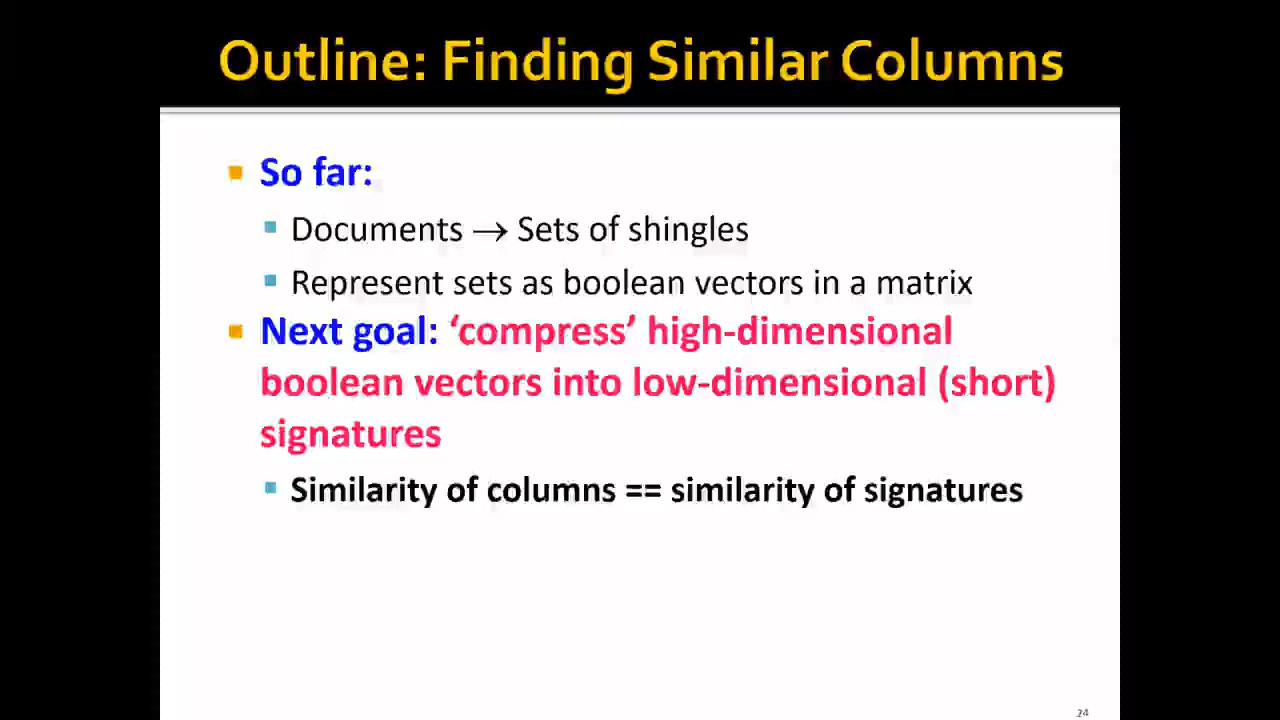 Outline: Finding Similar Columns
So far:
Documents → Sets of shingles
Represent sets as boolean vectors in a matrix
Next goal: ‘compress’ high-dimensional
boolean vectors into low-dimensional (short)
signatures
Similarity of columns == similarity of signatures
24